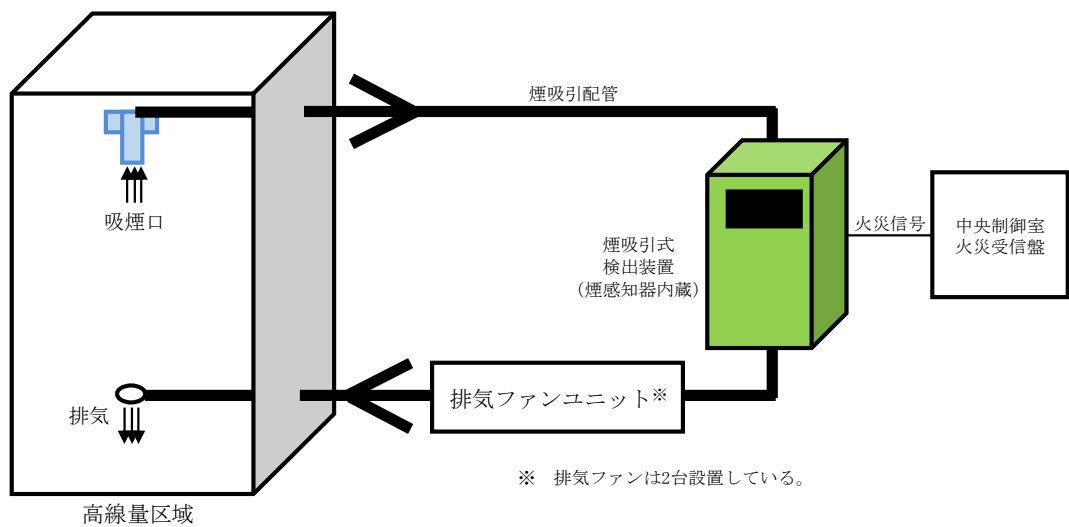 煙吸引配管
吸煙口
煙吸引式
検出装置
（煙感知器内蔵）
火災信号
中央制御室
火災受信盤
排気ファンユニット※
排気
※　排気ファンは2台設置している。
高線量区域